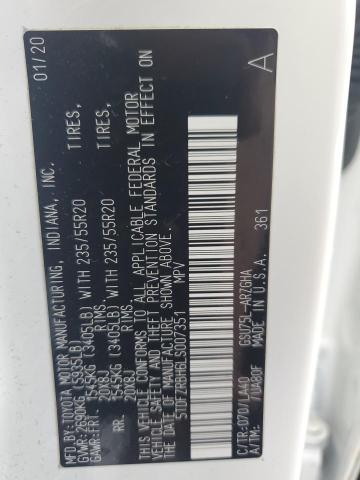 MFD.BY:TOYOTA MOTOR MANUFACTURING, INDIANA, INC. 01/20
GVWR:2690KG (5935LB)
GAWR:FRT. 1545KG (3405LB) WITH 235/55R20 TIRES,
20X8J RIMS
RR. 1545KG (3405LB) WITH 235/55R20 TIRES,
20X8J RIMS
THIS VEHICLE CONFORMS TO ALL APPLICABLE FEDERAL MOTOR
VEHICLE SAFETY AND THEFT PREVENTION STANDARDS IN EFFECT ON
THE DATE OF MANUFACTURE SHOWN ABOVE.
5TDFZRBH6LS007351 MPV
A
C/TR:070/LA40 GSU75L-ARZGHA
A/TM: /UA80F MADE IN U.S.A. 361